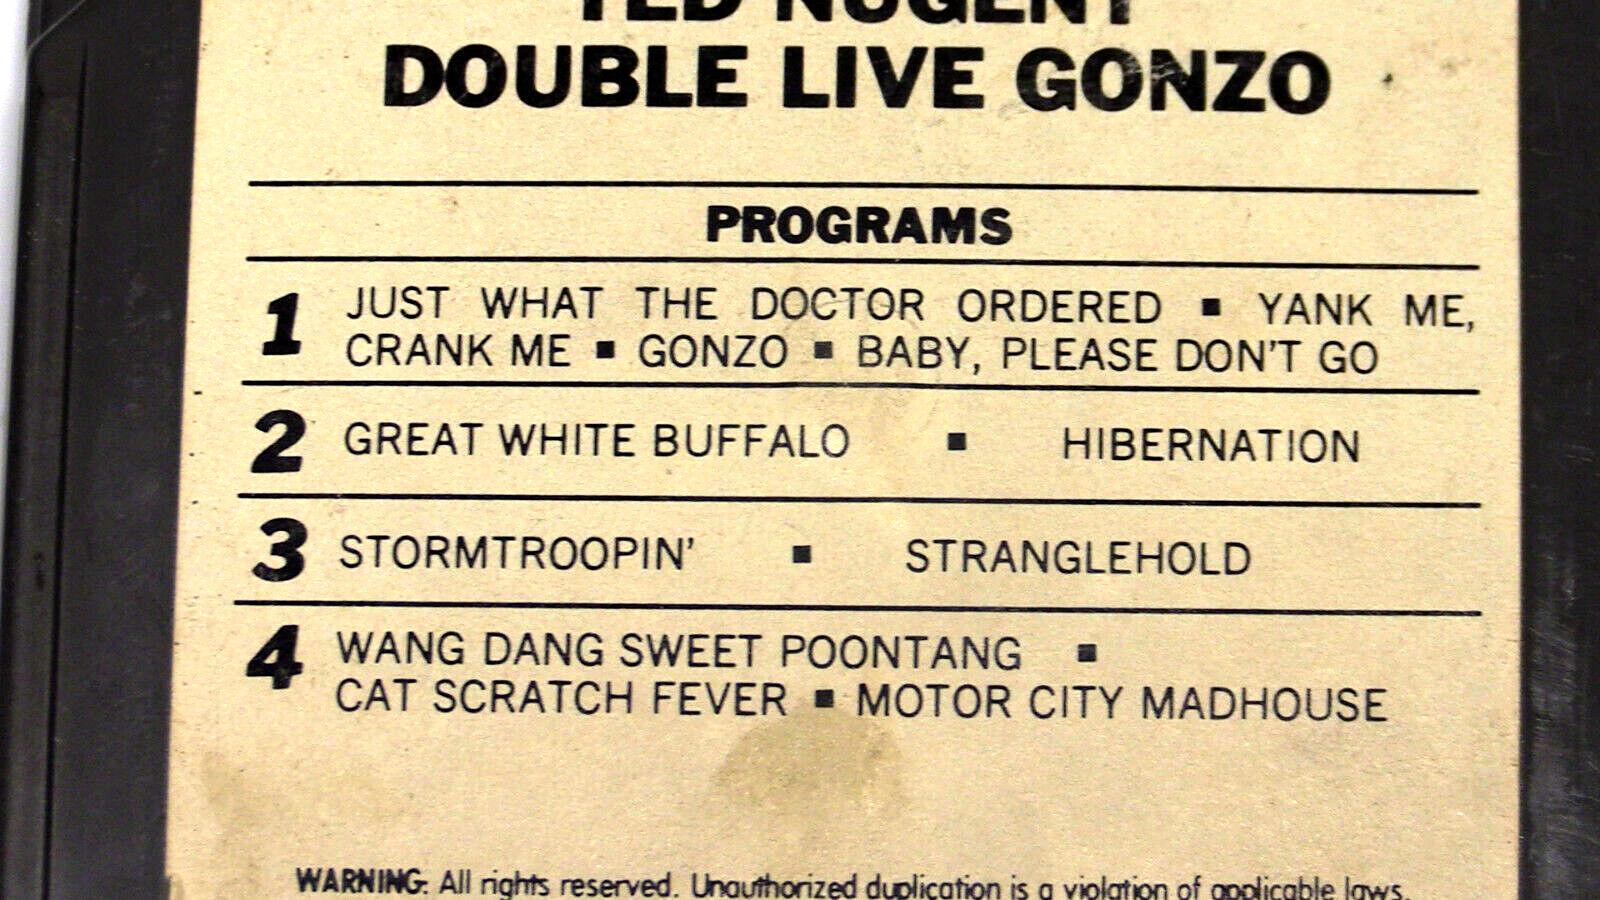 TED NUGENT
DOUBLE LIVE GONZO
PROGRAMS
1 JUST WHAT THE DOCTOR ORDERED ▪ YANK ME,
CRANK ME ▪ GONZO ▪ BABY, PLEASE DON'T GO
2 GREAT WHITE BUFFALO ▪ HIBERNATION
3 STORMTROOPIN' ▪ STRANGLEHOLD
4 WANG DANG SWEET POONTANG ▪
CAT SCRATCH FEVER ▪ MOTOR CITY MADHOUSE
WARNING: All rights reserved. Unauthorized duplication is a violation of applicable laws.